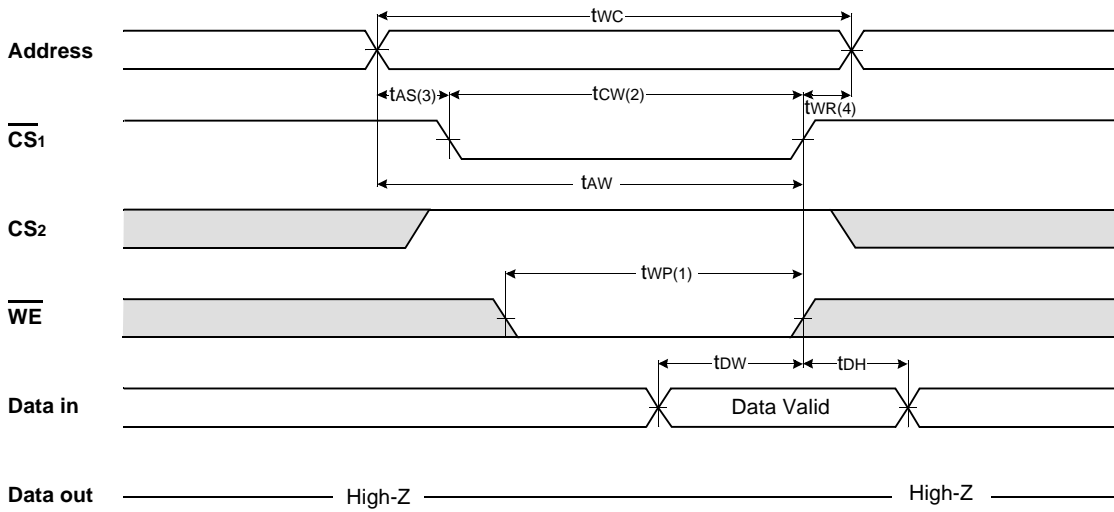 tWC
Address
tAS(3) tCW(2) tWR(4)
CS1
tAW
CS2
tWP(1)
WE
tDW tDH
Data in Data Valid
Data out High-Z High-Z